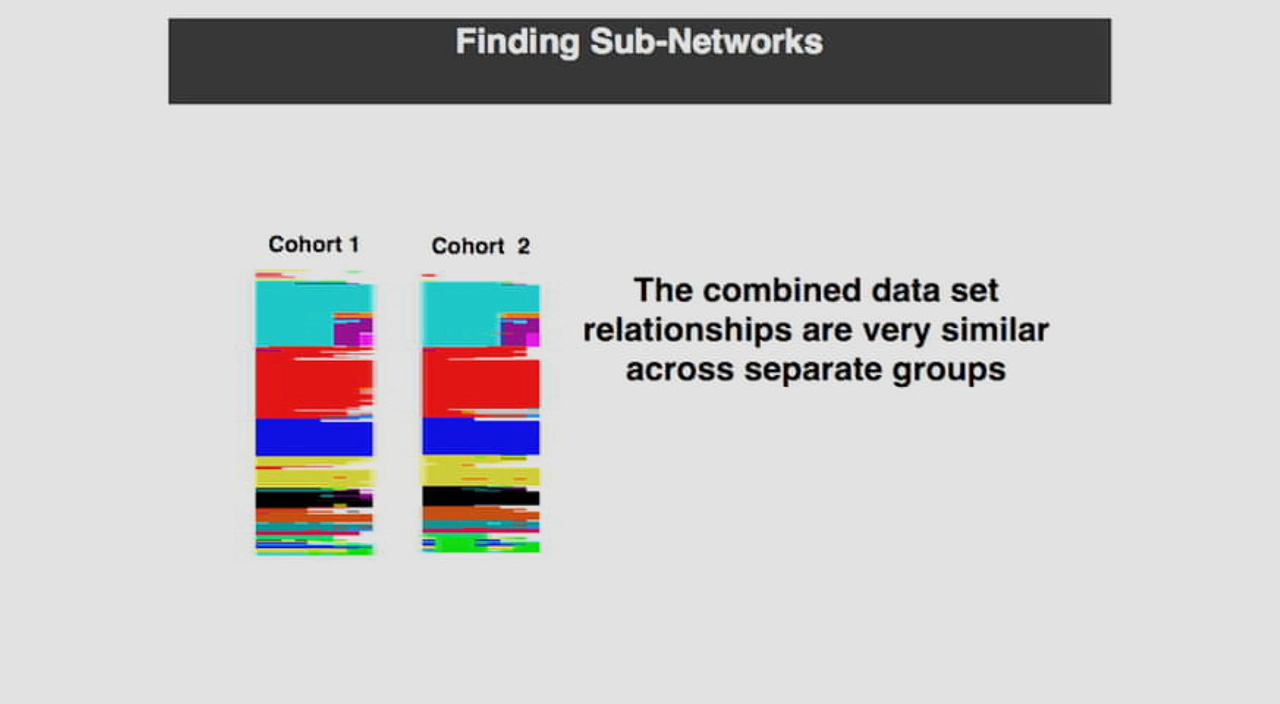 Finding Sub-Networks
Cohort 1
Cohort 2
The combined data set
relationships are very similar
across separate groups